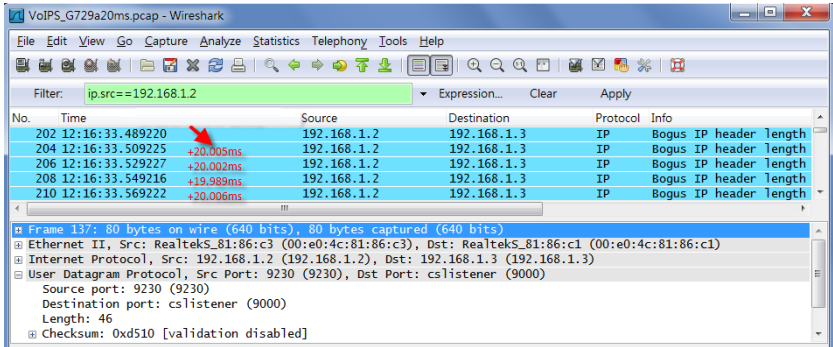 VoIPS_G729a20ms.pcap - Wireshark
File Edit View Go Capture Analyze Statistics Telephony Tools Help
Filter: ip.src==192.168.1.2 Expression... Clear Apply
No. Time Source Destination Protocol Info
202 12:16:33.489220 192.168.1.2 192.168.1.3 IP Bogus IP header length
204 12:16:33.509225 +20.005ms 192.168.1.2 192.168.1.3 IP Bogus IP header length
206 12:16:33.529227 +20.002ms 192.168.1.2 192.168.1.3 IP Bogus IP header length
208 12:16:33.549216 +19.989ms 192.168.1.2 192.168.1.3 IP Bogus IP header length
210 12:16:33.569222 +20.006ms 192.168.1.2 192.168.1.3 IP Bogus IP header length
Frame 137: 80 bytes on wire (640 bits), 80 bytes captured (640 bits)
Ethernet II, Src: RealtekS_81:86:c3 (00:e0:4c:81:86:c3), Dst: RealtekS_81:86:c1 (00:e0:4c:81:86:c1)
Internet Protocol, Src: 192.168.1.2 (192.168.1.2), Dst: 192.168.1.3 (192.168.1.3)
User Datagram Protocol, Src Port: 9230 (9230), Dst Port: cslistener (9000)
Source port: 9230 (9230)
Destination port: cslistener (9000)
Length: 46
Checksum: 0xd510 [validation disabled]